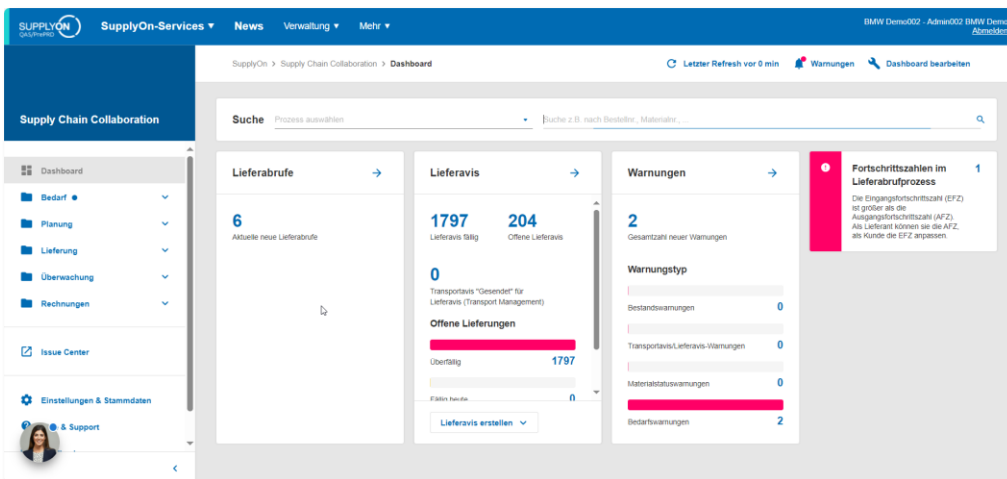 SUPPLYON
QAS/PrePRD
SupplyOn-Services
News
Verwaltung
Mehr
BMW Demo002 - Admin002 BMW Demo
Abmelden
SupplyOn > Supply Chain Collaboration > Dashboard
Letzter Refresh vor 0 min
Warnungen
Dashboard bearbeiten
Supply Chain Collaboration
Suche
Prozess auswählen
Suche z.B. nach Bestellnr., Materialnr., ...
Dashboard
Bedarf
Planung
Lieferung
Überwachung
Rechnungen
Issue Center
Einstellungen & Stammdaten
& Support
Lieferabrufe
6
Aktuelle neue Lieferabrufe
Lieferavis
1797
204
Lieferavis fällig
Offene Lieferavis
0
Transportavis "Gesendet" für
Lieferavis (Transport Management)
Offene Lieferungen
Überfällig
1797
Fällig heute
0
Lieferavis erstellen
Warnungen
2
Gesamtzahl neuer Warnungen
Warnungstyp
Bestandswarnungen
0
Transportavis/Lieferavis-Warnungen
0
Materialstatuswarnungen
0
Bedarfswarnungen
2
Fortschrittszahlen im
1
Lieferabrufprozess
Die Eingangsfortschrittszahl (EFZ)
ist größer als die
Ausgangsfortschrittszahl (AFZ).
Als Lieferant können sie die AFZ,
als Kunde die EFZ anpassen.